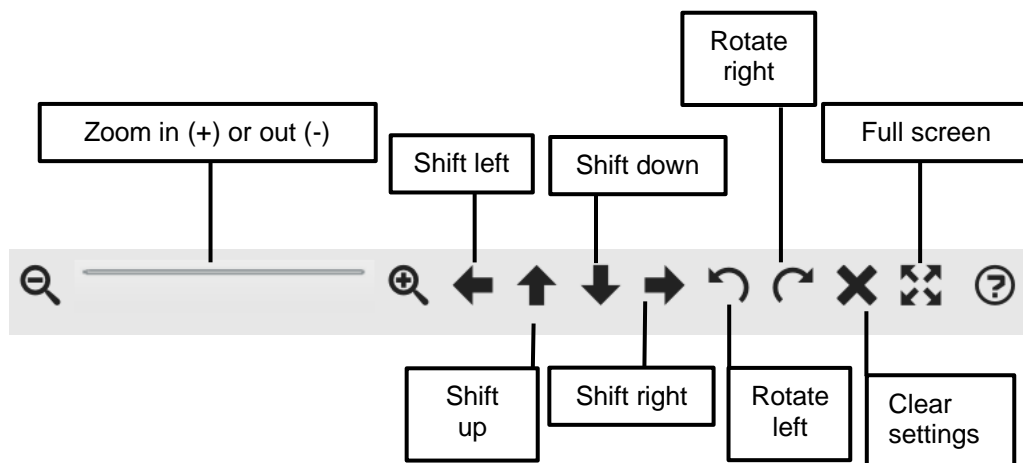 Rotate
right
Zoom in (+) or out (-)
Full screen
Shift left
Shift down
Shift
up
Shift right
Rotate
left
Clear
settings